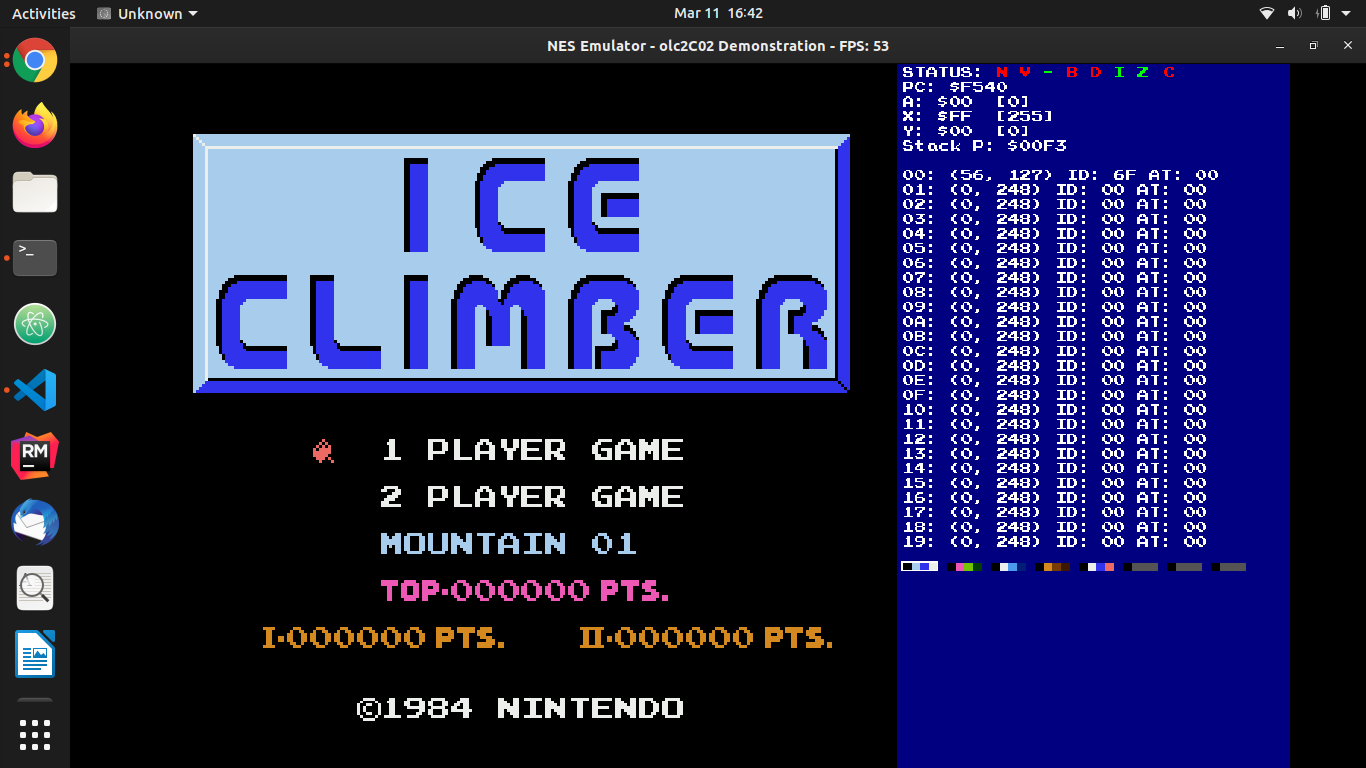 Activities
Unknown
Mar 11 16:42
NES Emulator - olc2C02 Demonstration - FPS: 53
>_
RM
ICE
CLIMBER
1 PLAYER GAME
2 PLAYER GAME
MOUNTAIN 01
TOP·000000 PTS.
I·000000 PTS. II·000000 PTS.
©1984 NINTENDO
STATUS: N V - B D I Z C
PC: $F540
A: $00 [0]
X: $FF [255]
Y: $00 [0]
Stack P: $00F3
00: (56, 127) ID: 6F AT: 00
01: (0, 248) ID: 00 AT: 00
02: (0, 248) ID: 00 AT: 00
03: (0, 248) ID: 00 AT: 00
04: (0, 248) ID: 00 AT: 00
05: (0, 248) ID: 00 AT: 00
06: (0, 248) ID: 00 AT: 00
07: (0, 248) ID: 00 AT: 00
08: (0, 248) ID: 00 AT: 00
09: (0, 248) ID: 00 AT: 00
0A: (0, 248) ID: 00 AT: 00
0B: (0, 248) ID: 00 AT: 00
0C: (0, 248) ID: 00 AT: 00
0D: (0, 248) ID: 00 AT: 00
0E: (0, 248) ID: 00 AT: 00
0F: (0, 248) ID: 00 AT: 00
10: (0, 248) ID: 00 AT: 00
11: (0, 248) ID: 00 AT: 00
12: (0, 248) ID: 00 AT: 00
13: (0, 248) ID: 00 AT: 00
14: (0, 248) ID: 00 AT: 00
15: (0, 248) ID: 00 AT: 00
16: (0, 248) ID: 00 AT: 00
17: (0, 248) ID: 00 AT: 00
18: (0, 248) ID: 00 AT: 00
19: (0, 248) ID: 00 AT: 00